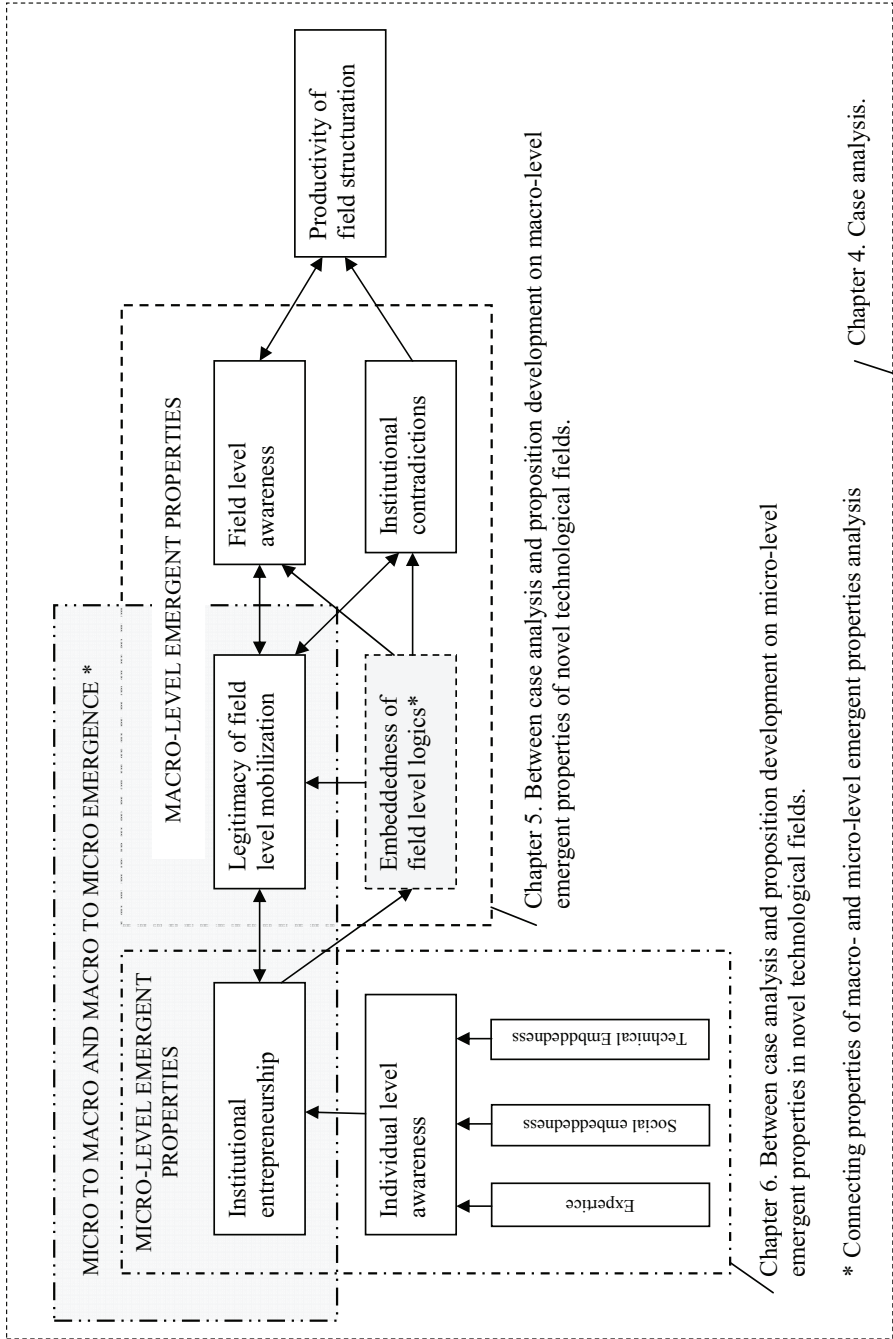 MICRO TO MACRO AND MACRO TO MICRO EMERGENCE *
MICRO-LEVEL EMERGENT
PROPERTIES
MACRO-LEVEL EMERGENT PROPERTIES
Institutional
entrepreneurship
Legitimacy of field
level mobilization
Field level
awareness
Productivity of
field structuration
Individual level
awareness
Embeddedness of
field level logics*
Institutional
contradictions
Expertice
Social embeddedness
Technical Embddedness
Chapter 5. Between case analysis and proposition development on macro-level
emergent properties of novel technological fields.
Chapter 6. Between case analysis and proposition development on micro-level
emergent properties in novel technological fields.
* Connecting properties of macro- and micro-level emergent properties analysis
Chapter 4. Case analysis.